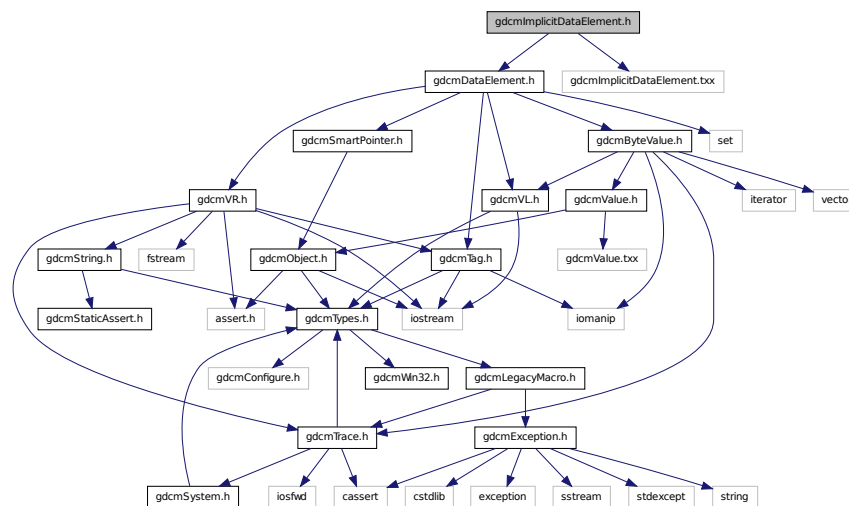 gdcmImplicitDataElement.h
gdcmDataElement.h
gdcmImplicitDataElement.txx
gdcmSmartPointer.h
gdcmByteValue.h
set
gdcmVR.h
gdcmVL.h
gdcmValue.h
iterator
vecto
gdcmString.h
fstream
gdcmObject.h
gdcmTag.h
gdcmValue.txx
gdcmStaticAssert.h
assert.h
gdcmTypes.h
iostream
iomanip
gdcmConfigure.h
gdcmWin32.h
gdcmLegacyMacro.h
gdcmTrace.h
gdcmException.h
gdcmSystem.h
iosfwd
cassert
cstdlib
exception
sstream
stdexcept
string